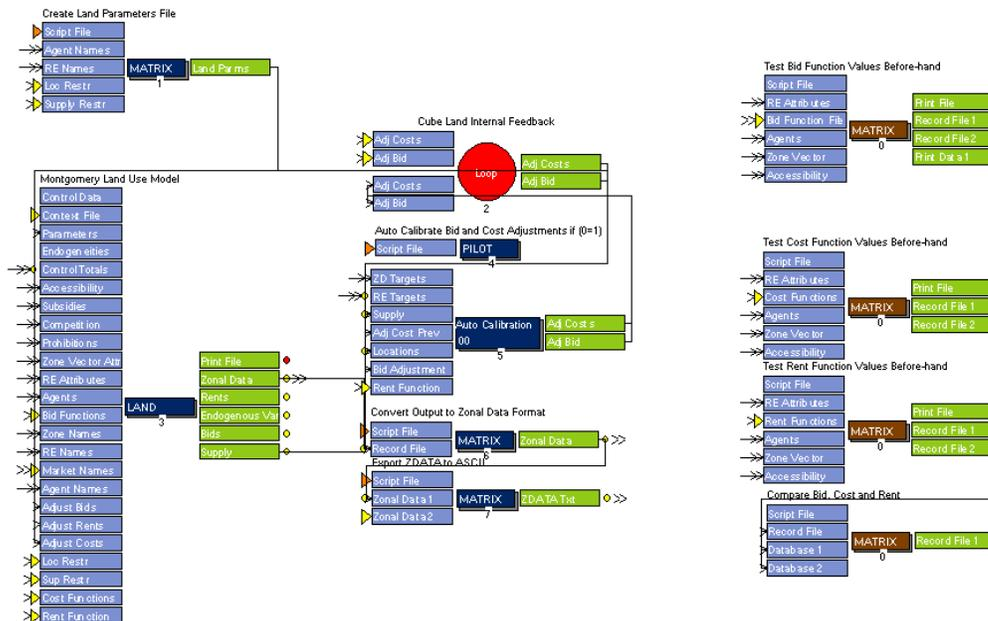 Create Land Parameters File
Script File
Agent Names
RE Names
Loc Restr
Supply Restr
MATRIX
1
Land Parms
Cube Land Internal Feedback
Adj Costs
Adj Bid
Adj Costs
Adj Bid
Loop
2
Adj Costs
Adj Bid
Auto Calibrate Bid and Cost Adjustments if (0=1)
Script File
PILOT
4
Montgomery Land Use Model
Control Data
Context File
Parameters
Endogeneities
Control Totals
Accessibility
Subsidies
Competition
Prohibitions
Zone Vector Attr
RE Attributes
Agents
Bid Functions
Zone Names
RE Names
Market Names
Agent Names
Adjust Bids
Adjust Rents
Adjust Costs
Loc Restr
Sup Restr
Cost Functions
Rent Function
LAND
3
Print File
Zonal Data
Rents
Endogenous Var
Bids
Supply
ZD Targets
RE Targets
Supply
Adj Cost Prev
Locations
Bid Adjustment
Rent Function
Auto Calibration
00
5
Adj Costs
Adj Bid
Convert Output to Zonal Data Format
Script File
Record File
MATRIX
6
Zonal Data
Export ZDATA to ASCII
Script File
Zonal Data1
Zonal Data2
MATRIX
7
ZDATA Txt
Test Bid Function Values Before-hand
Script File
RE Attributes
Bid Function File
Agents
Zone Vector
Accessibility
MATRIX
0
Print File
Record File1
Record File2
Print Data1
Test Cost Function Values Before-hand
Script File
RE Attributes
Cost Functions
Agents
Zone Vector
Accessibility
MATRIX
0
Print File
Record File 1
Record File 2
Test Rent Function Values Before-hand
Script File
RE Attributes
Rent Functions
Agents
Zone Vector
Accessibility
MATRIX
0
Print File
Record File 1
Record File 2
Compare Bid, Cost and Rent
Script File
Record File
Database 1
Database 2
MATRIX
0
Record File 1